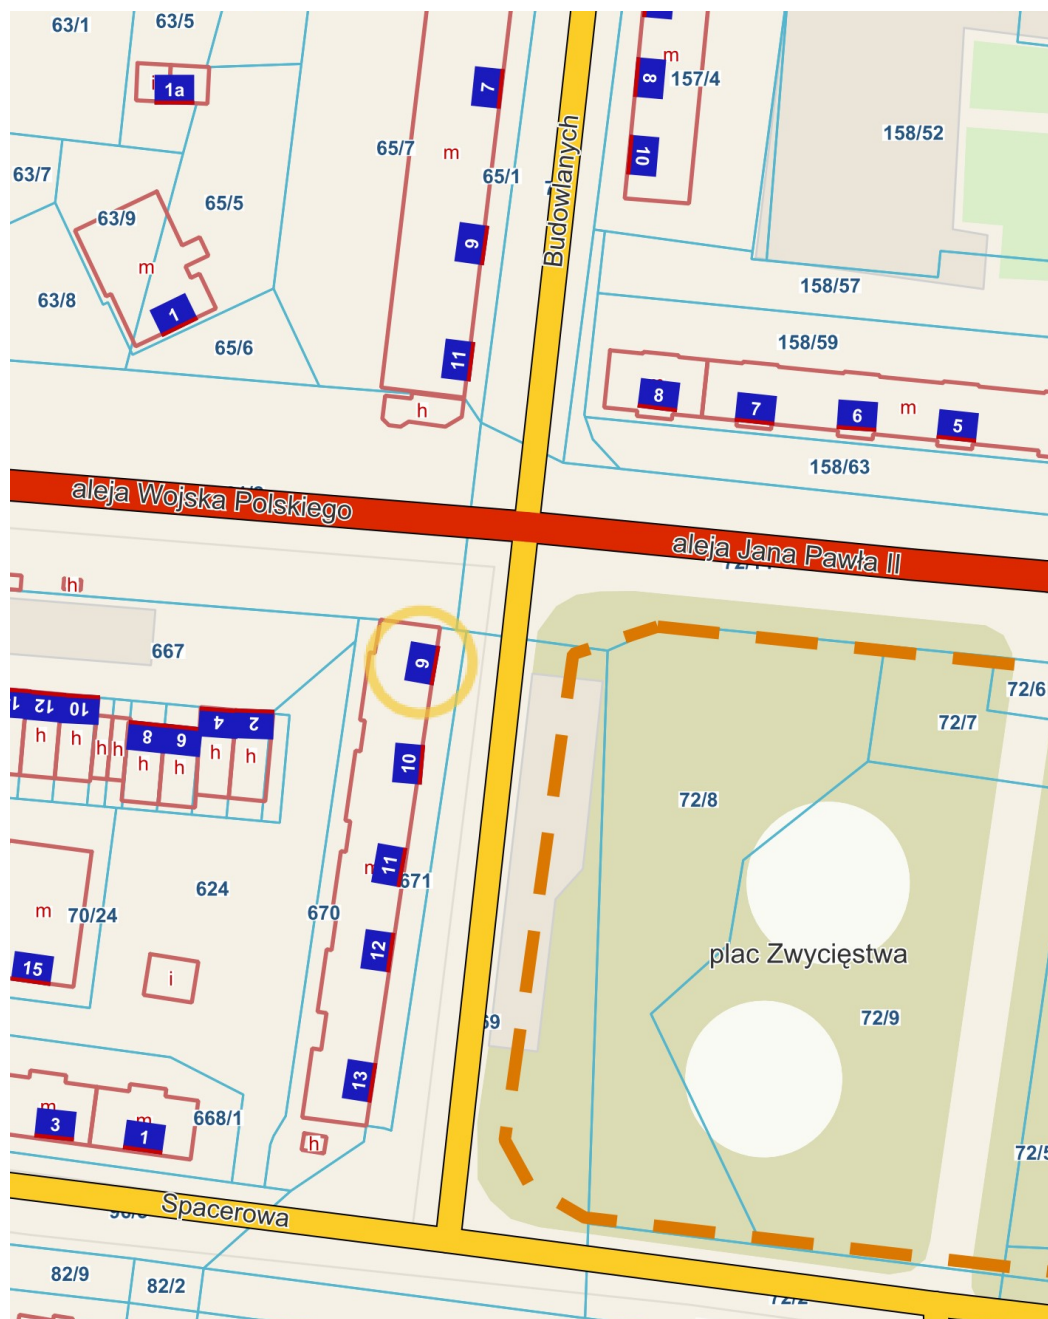 63/1
63/5
m
8
157/4
i
1a
7
158/52
65/7
m
Budowlanych
10
63/7
65/1
65/5
63/9
9
m
63/8
158/57
1
65/6
158/59
11
8
7
6
m
5
h
158/63
aleja Wojska Polskiego
aleja Jana Pawła II
h
667
9
72/6
72/7
12
10
4
2
8
6
h
h
h
h
h
h
h
h
10
72/8
m
11
671
624
670
m
70/24
12
plac Zwycięstwa
15
i
72/9
13
m
3
m
1
668/1
h
Spacerowa
82/9
82/2